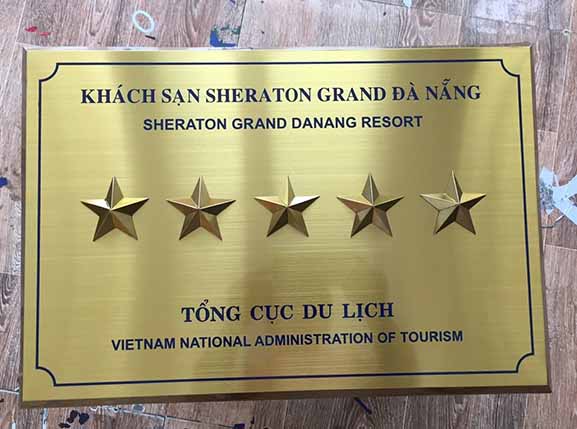 KHÁCH SẠN SHERATON GRAND ĐÀ NẴNG
SHERATON GRAND DANANG RESORT
TỔNG CỤC DU LỊCH
VIETNAM NATIONAL ADMINISTRATION OF TOURISM